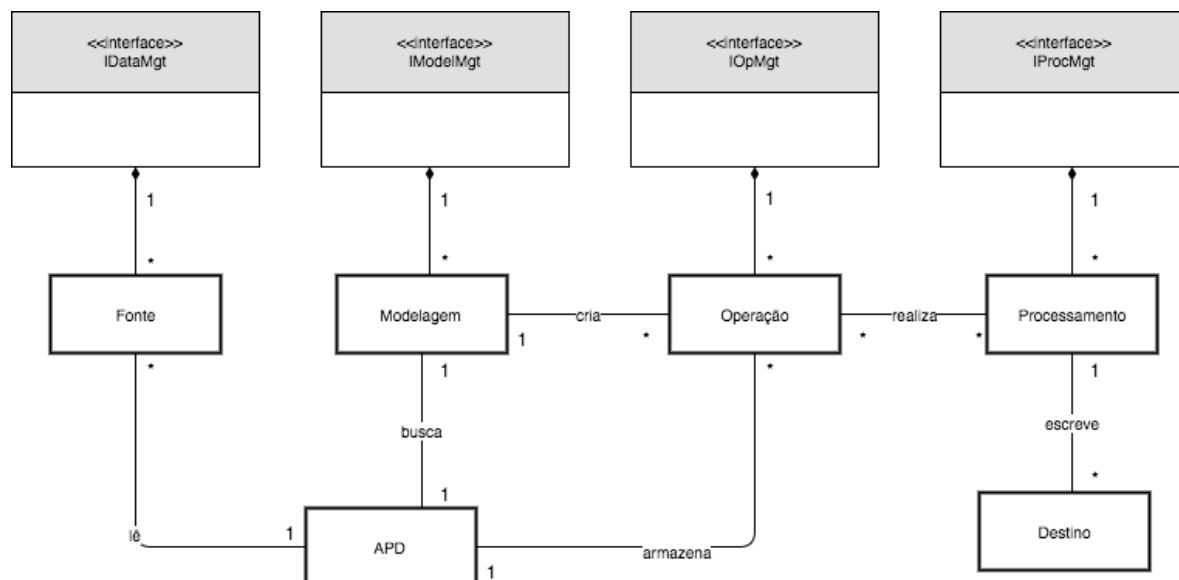 <<interface>>
IDataMgt
<<interface>>
IModelMgt
<<interface>>
IOpMgt
<<interface>>
IProcMgt
1
1
1
1
*
*
*
*
Fonte
Modelagem
cria
Operação
realiza
Processamento
1
*
*
*
*
1
*
1
busca
escreve
1
*
lê
1
APD
armazena
1
Destino